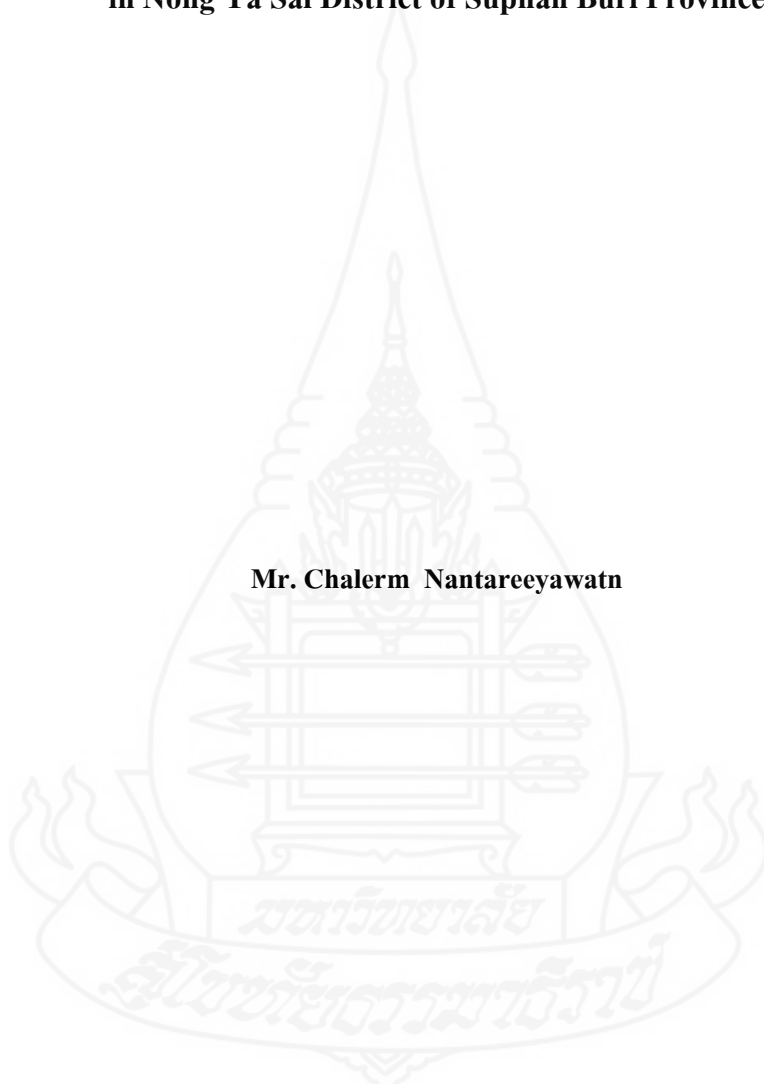 in Nong Ya Sai District of Suphan Buri Province
Mr. Chalerm  Nantareeyawatn
มหาวิทยาลัย
สุโขทัยธรรมาธิราช